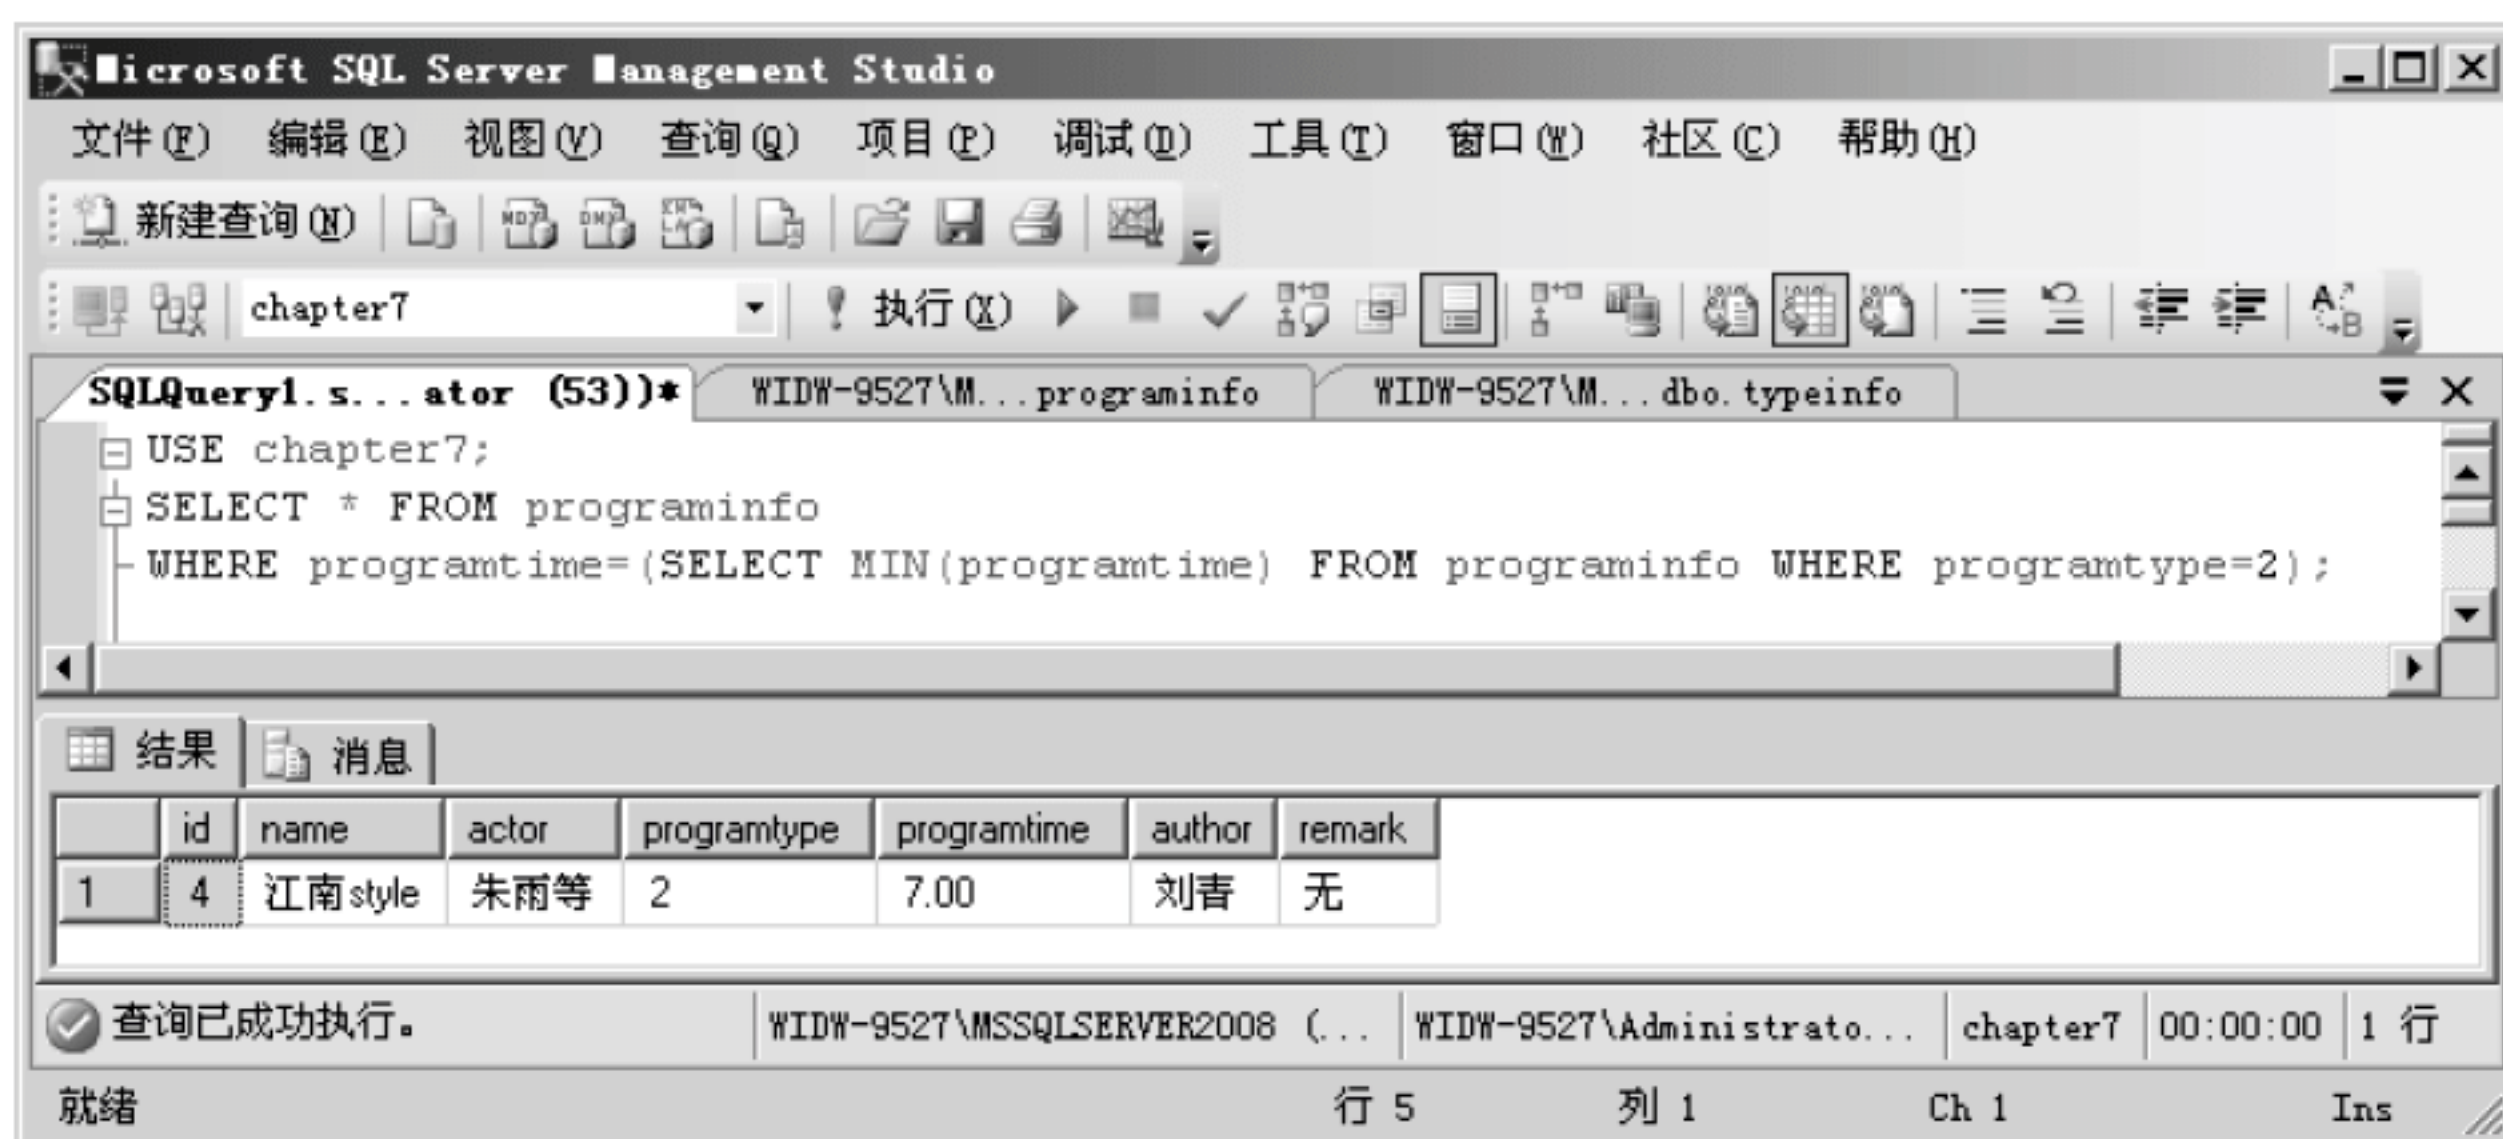 Microsoft SQL Server Management Studio
文件(F) 编辑(E) 视图(V) 查询(Q) 项目(P) 调试(D) 工具(T) 窗口(W) 社区(C) 帮助(H)
新建查询(N)
chapter7 执行(X)
SQLQuery1.s...ator (53))* WIDW-9527\M...programinfo WIDW-9527\M...dbo.typeinfo
USE chapter7;
SELECT * FROM programinfo
WHERE programtime=(SELECT MIN(programtime) FROM programinfo WHERE programtype=2);
结果 消息
id name actor programtype programtime author remark
1 4 江南style 朱雨等 2 7.00 刘青 无
查询已成功执行。 WIDW-9527\MSSQLSERVER2008 (... WIDW-9527\Administrato... chapter7 00:00:00 1 行
就绪 行 5 列 1 Ch 1 Ins